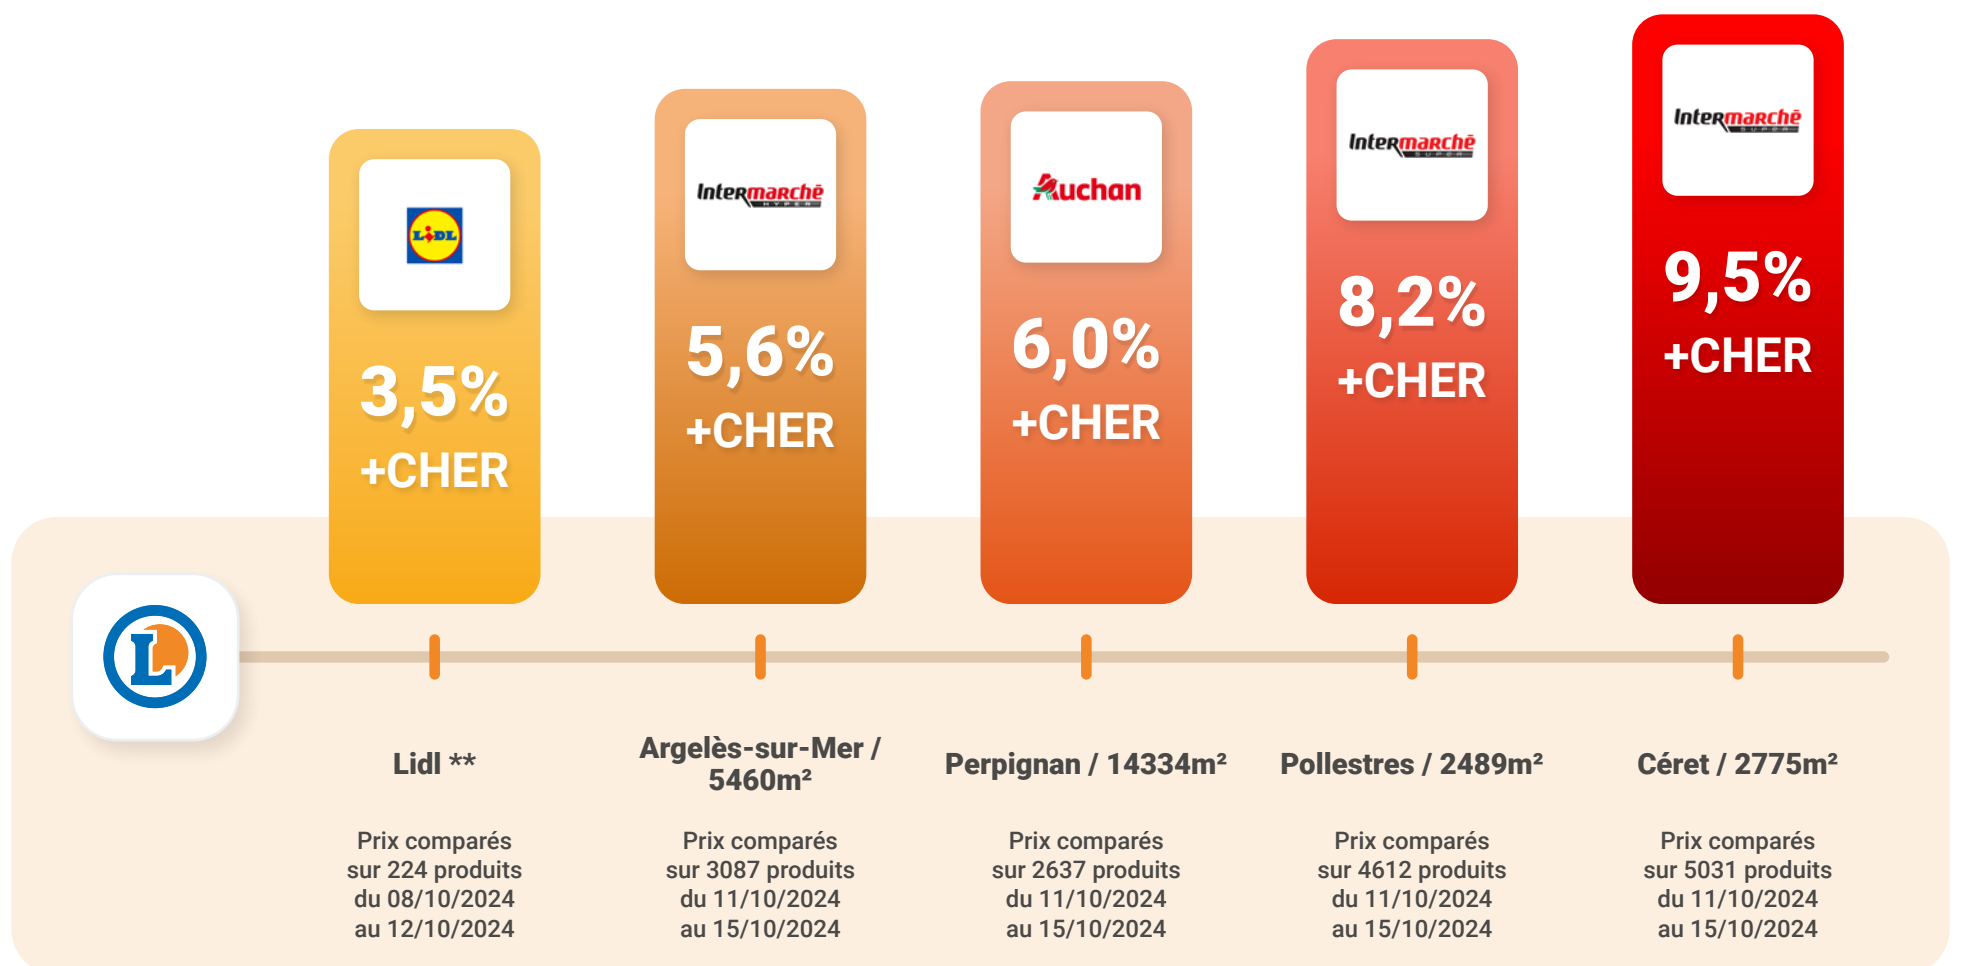 LiDL
3,5%
+CHER
Intermarchē
HYPER
5,6%
+CHER
Auchan
6,0%
+CHER
Intermarchē
SUPER
8,2%
+CHER
Intermarchē
SUPER
9,5%
+CHER
L
Lidl **
Prix comparés
sur 224 produits
du 08/10/2024
au 12/10/2024
Argelès-sur-Mer /
5460m²
Prix comparés
sur 3087 produits
du 11/10/2024
au 15/10/2024
Perpignan / 14334m²
Prix comparés
sur 2637 produits
du 11/10/2024
au 15/10/2024
Pollestres / 2489m²
Prix comparés
sur 4612 produits
du 11/10/2024
au 15/10/2024
Céret / 2775m²
Prix comparés
sur 5031 produits
du 11/10/2024
au 15/10/2024